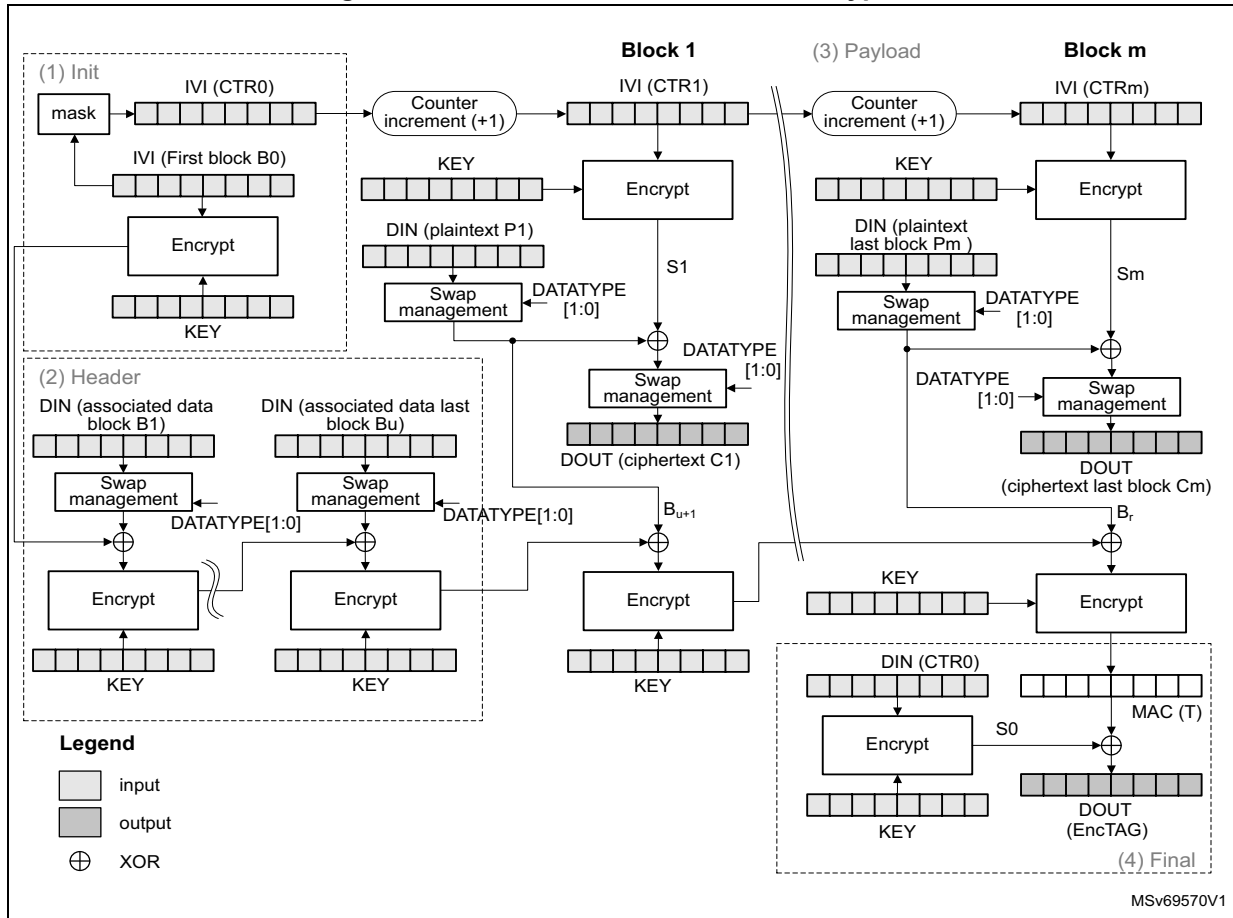 Block 1
(3) Payload
Block m
(1) Init
IVI (CTR0)
IVI (CTR1)
IVI (CTRm)
mask
Counter
increment (+1)
Counter
increment (+1)
IVI (First block B0)
KEY
Encrypt
KEY
Encrypt
Encrypt
DIN (plaintext P1)
DIN (plaintext
last block Pm )
S1
Sm
KEY
Swap
management
DATATYPE
[1:0]
Swap
management
DATATYPE
[1:0]
(2) Header
DATATYPE
[1:0]
Swap
management
DATATYPE
[1:0]
Swap
management
DIN (associated data
block B1)
DIN (associated data last
block Bu)
DOUT (ciphertext C1)
DOUT
(ciphertext last block Cm)
Swap
management
Swap
management
DATATYPE[1:0]
DATATYPE[1:0]
Bu+1
Br
Encrypt
Encrypt
Encrypt
KEY
Encrypt
KEY
KEY
KEY
DIN (CTR0)
MAC (T)
Legend
Encrypt
S0
input
output
KEY
DOUT
(EncTAG)
XOR
(4) Final
MSv69570V1